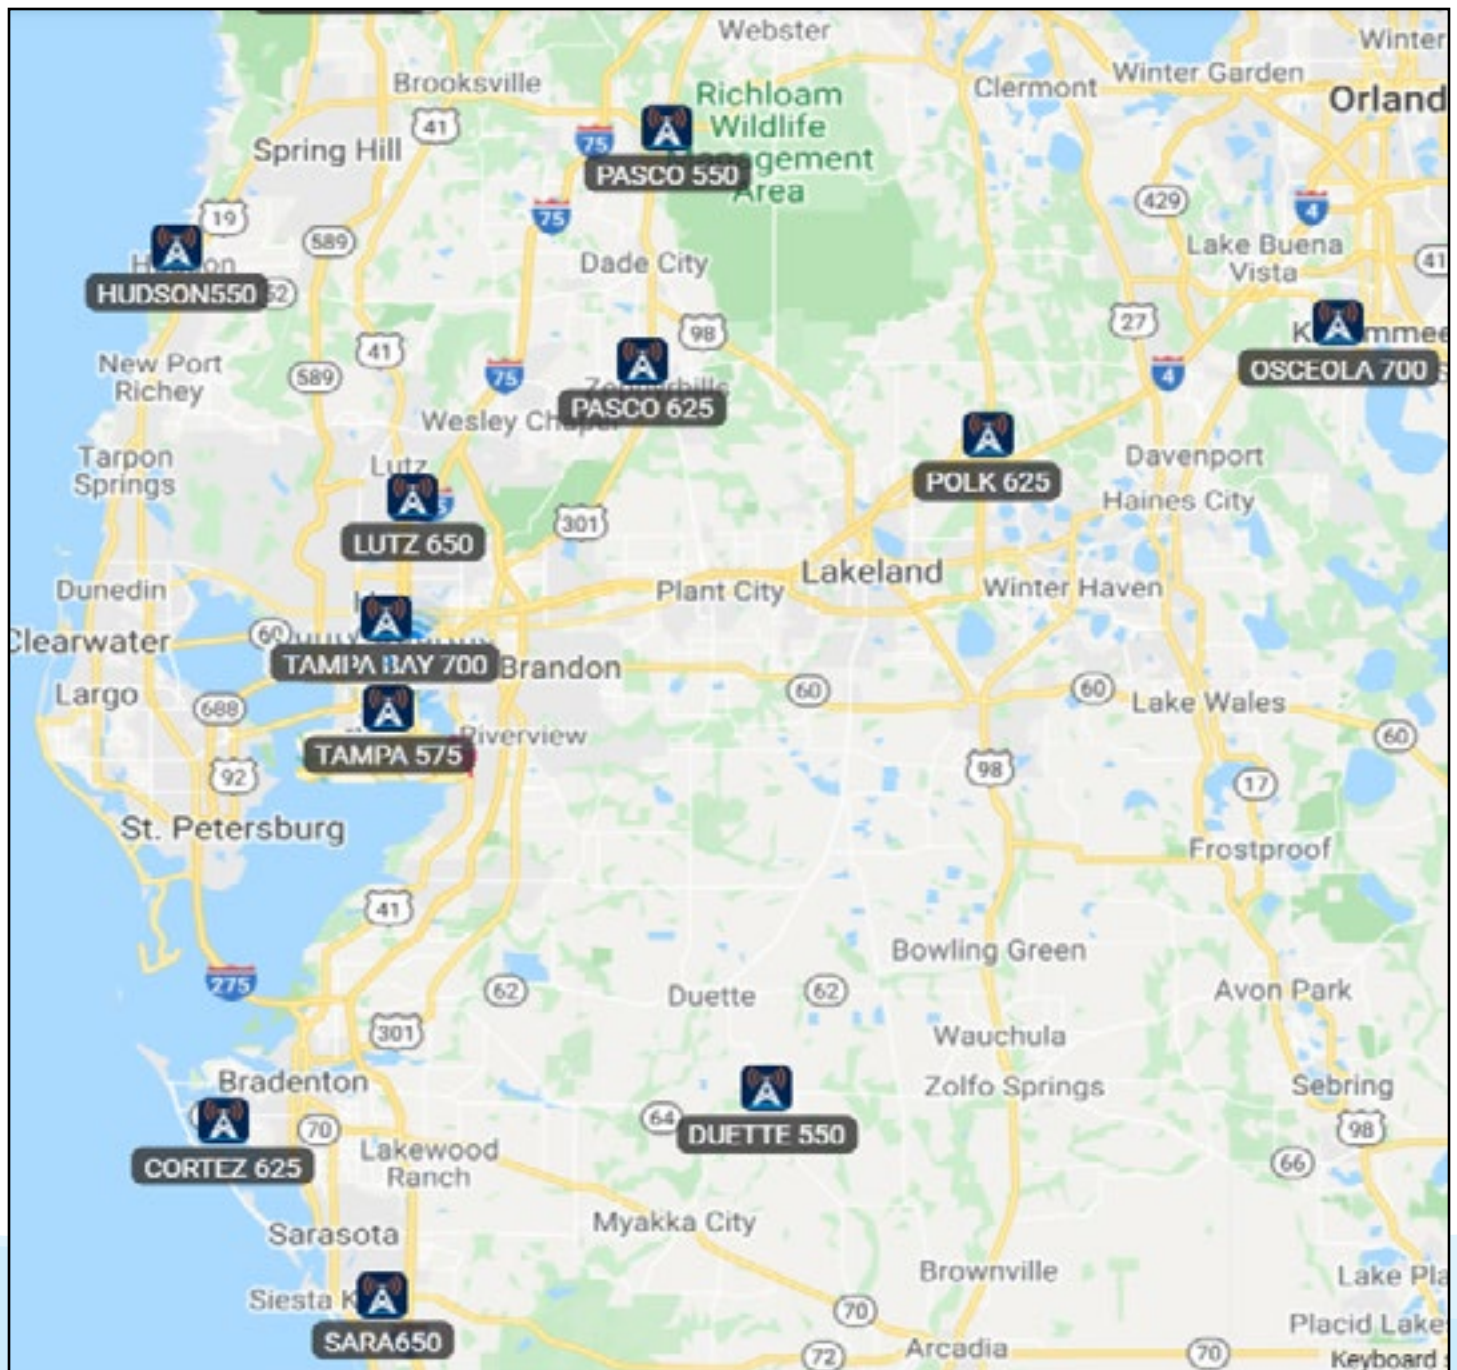 Webster
Winter
Brooksville
Clermont
Winter Garden
Orland
Richloam
Wildlife
Management
Area
41
75
Spring Hill
PASCO 550
75
19
589
429
4
Lake Buena
Vista
41
Dade City
HUDSON550
52
98
27
New Port
Richey
41
589
75
4
OSCEOLA 700
PASCO 625
Wesley Chapel
Tarpon
Springs
Lutz
POLK 625
Davenport
Haines City
301
LUTZ 650
Dunedin
Plant City
Lakeland
Winter Haven
Clearwater
60
TAMPA BAY 700
Brandon
Largo
688
60
60
Lake Wales
60
TAMPA 575
Riverview
92
98
17
St. Petersburg
Frostproof
41
Bowling Green
275
62
Duette
62
Avon Park
301
Wauchula
Bradenton
Zolfo Springs
Sebring
70
64
DUETTE 550
98
CORTEZ 625
Lakewood
Ranch
66
Myakka City
Sarasota
Brownville
Lake Pla
Siesta K
70
Placid Lake
SARA650
72
Arcadia
70
Keyboard s